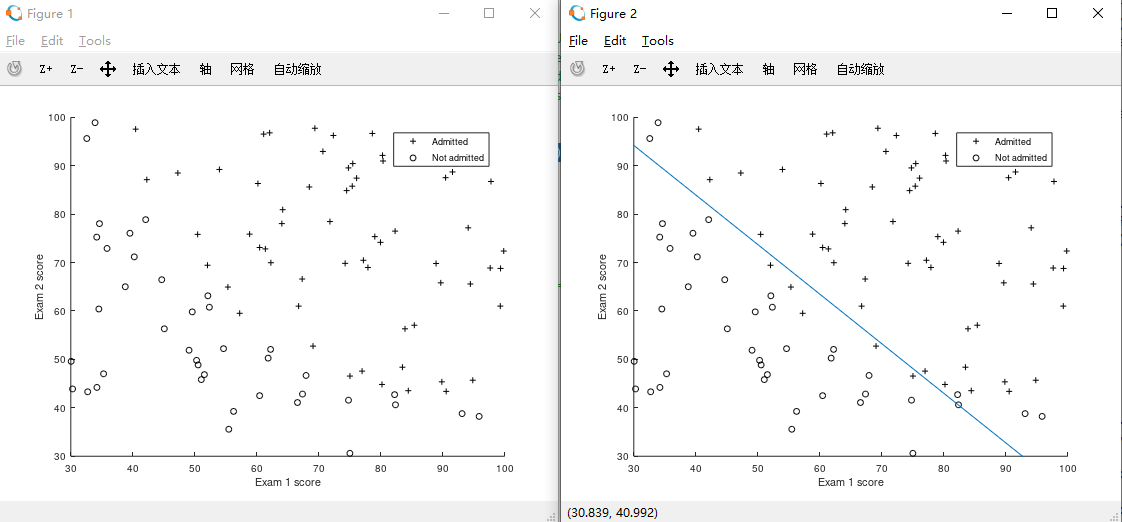 Figure 1
File Edit Tools
Z+ Z- 插入文本 轴 网格 自动缩放
100
90
80
70
60
50
40
30
Exam 2 score
Admitted
Not admitted
30 40 50 60 70 80 90 100
Exam 1 score
Figure 2
File Edit Tools
Z+ Z- 插入文本 轴 网格 自动缩放
100
90
80
70
60
50
40
30
Exam 2 score
Admitted
Not admitted
30 40 50 60 70 80 90 100
Exam 1 score
(30.839, 40.992)